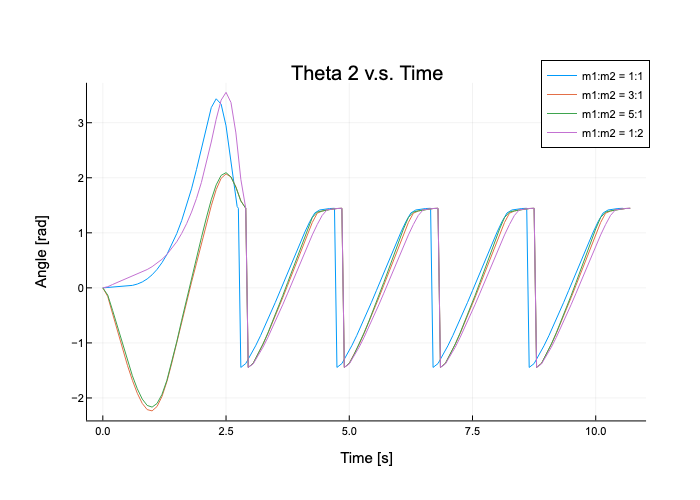 Theta 2 v.s. Time
m1:m2 = 1:1
m1:m2 = 3:1
m1:m2 = 5:1
m1:m2 = 1:2
3
2
1
0
−1
−2
Angle [rad]
0.0 2.5 5.0 7.5 10.0
Time [s]